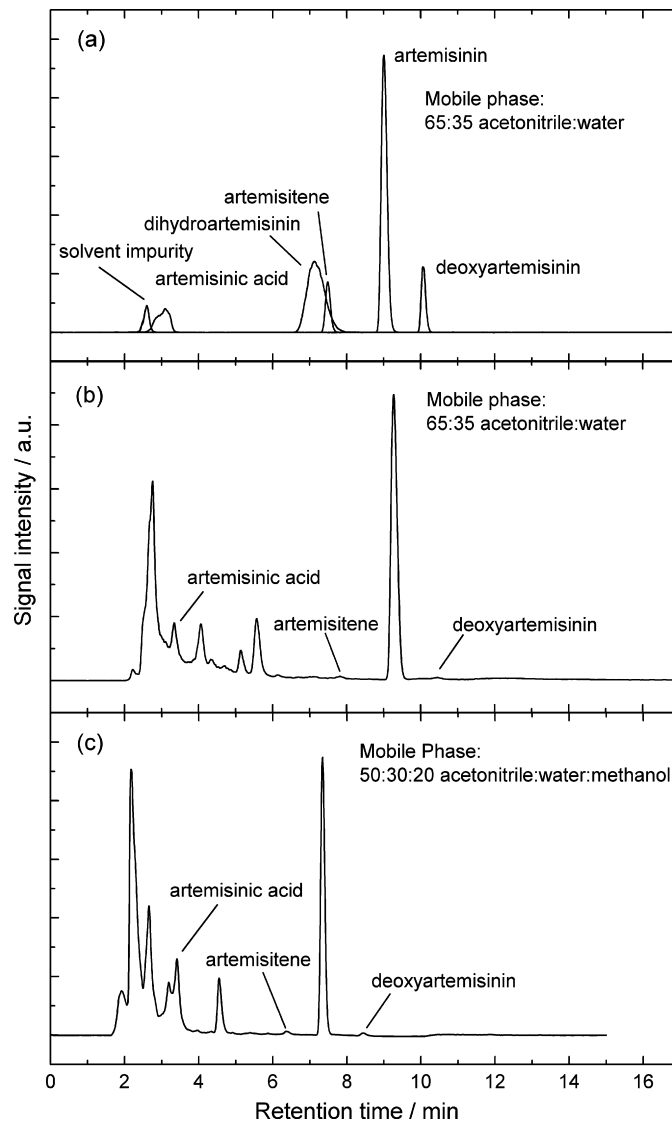 (a)
artemisinin
Mobile phase:
65:35 acetonitrile:water
artemisitene
dihydroartemisinin
solvent impurity
artemisinic acid
deoxyartemisinin
(b)
Mobile phase:
65:35 acetonitrile:water
artemisinic acid
artemisitene
deoxyartemisinin
Signal intensity / a.u.
(c)
Mobile Phase:
50:30:20 acetonitrile:water:methanol
artemisinic acid
artemisitene
deoxyartemisinin
0 2 4 6 8 10 12 14 16
Retention time / min